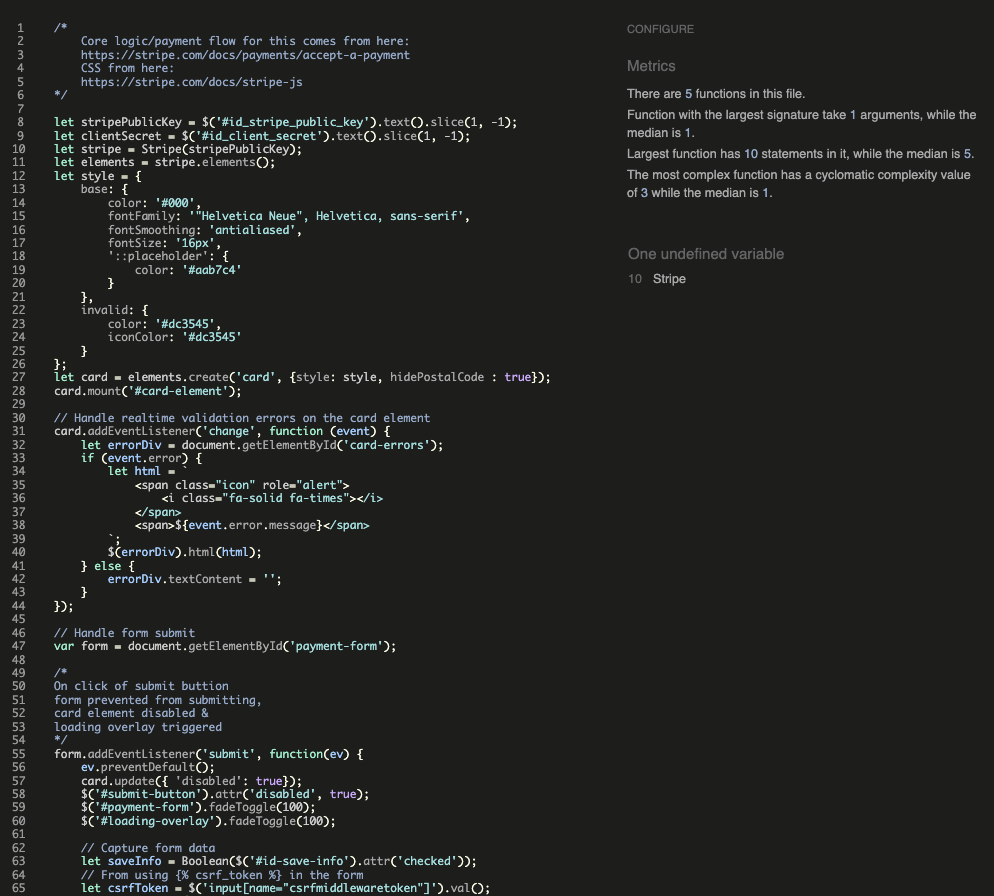 1 /*
2 Core logic/payment flow for this comes from here:
3 https://stripe.com/docs/payments/accept-a-payment
4 CSS from here:
5 https://stripe.com/docs/stripe-js
6 */
7
8 let stripePublicKey = $('#id_stripe_public_key').text().slice(1, -1);
9 let clientSecret = $('#id_client_secret').text().slice(1, -1);
10 let stripe = Stripe(stripePublicKey);
11 let elements = stripe.elements();
12 let style = {
13 base: {
14 color: '#000',
15 fontFamily: '"Helvetica Neue", Helvetica, sans-serif',
16 fontSmoothing: 'antialiased',
17 fontSize: '16px',
18 '::placeholder': {
19 color: '#aab7c4'
20 }
21 },
22 invalid: {
23 color: '#dc3545',
24 iconColor: '#dc3545'
25 }
26 };
27 let card = elements.create('card', {style: style, hidePostalCode : true});
28 card.mount('#card-element');
29
30 // Handle realtime validation errors on the card element
31 card.addEventListener('change', function (event) {
32 let errorDiv = document.getElementById('card-errors');
33 if (event.error) {
34 let html = `
35 <span class="icon" role="alert">
36 <i class="fa-solid fa-times"></i>
37 </span>
38 <span>${event.error.message}</span>
39 `;
40 $(errorDiv).html(html);
41 } else {
42 errorDiv.textContent = '';
43 }
44 });
45
46 // Handle form submit
47 var form = document.getElementById('payment-form');
48
49 /*
50 On click of submit buttion
51 form prevented from submitting,
52 card element disabled &
53 loading overlay triggered
54 */
55 form.addEventListener('submit', function(ev) {
56 ev.preventDefault();
57 card.update({ 'disabled': true});
58 $('#submit-button').attr('disabled', true);
59 $('#payment-form').fadeToggle(100);
60 $('#loading-overlay').fadeToggle(100);
61
62 // Capture form data
63 let saveInfo = Boolean($('#id-save-info').attr('checked'));
64 // From using {% csrf_token %} in the form
65 let csrfToken = $('input[name="csrfmiddlewaretoken"]').val();
CONFIGURE
Metrics
There are 5 functions in this file.
Function with the largest signature take 1 arguments, while the
median is 1.
Largest function has 10 statements in it, while the median is 5.
The most complex function has a cyclomatic complexity value
of 3 while the median is 1.
One undefined variable
10 Stripe